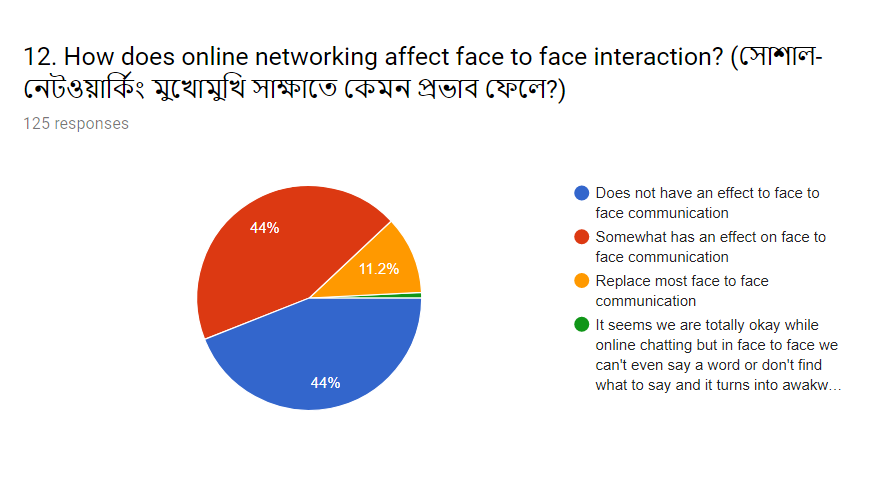 12. How does online networking affect face to face interaction? (সোশাল-
নেটওয়ার্কিং মুখোমুখি সাক্ষাতে কেমন প্রভাব ফেলে?)
125 responses
44%
11.2%
44%
Does not have an effect to face to
face communication
Somewhat has an effect on face to
face communication
Replace most face to face
communication
It seems we are totally okay while
online chatting but in face to face we
can't even say a word or don't find
what to say and it turns into awakw…